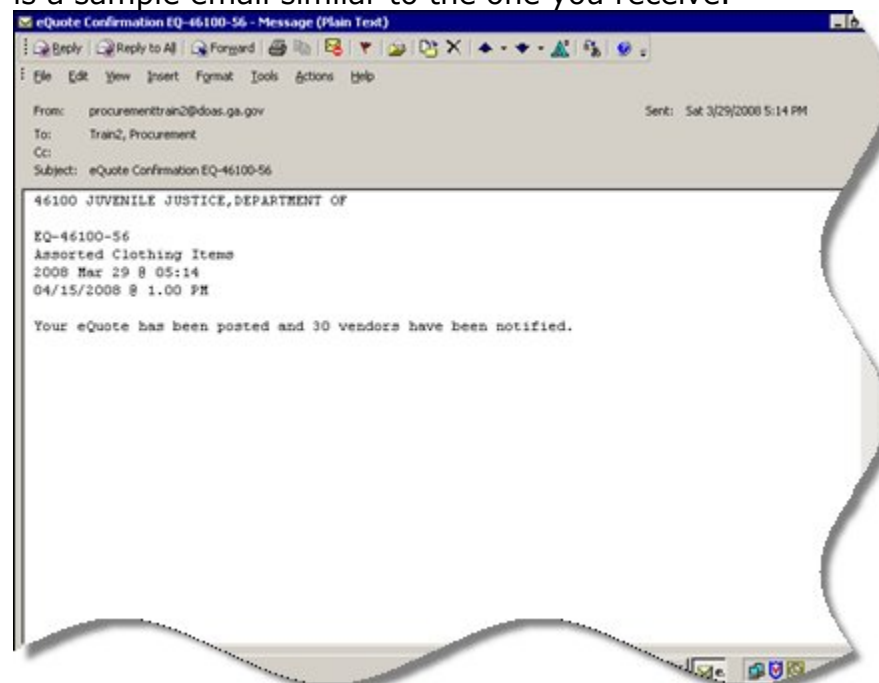 is a sample email similar to the one you receive.
eQuote Confirmation EQ-46100-56 - Message (Plain Text)
Reply Reply to All Forward
File Edit View Insert Format Tools Actions Help
From: procurementtrain2@doas.ga.gov Sent: Sat 3/29/2008 5:14 PM
To: Train2, Procurement
Cc:
Subject: eQuote Confirmation EQ-46100-56
46100 JUVENILE JUSTICE,DEPARTMENT OF
EQ-46100-56
Assorted Clothing Items
2008 Mar 29 @ 05:14
04/15/2008 @ 1.00 PM
Your eQuote has been posted and 30 vendors have been notified.